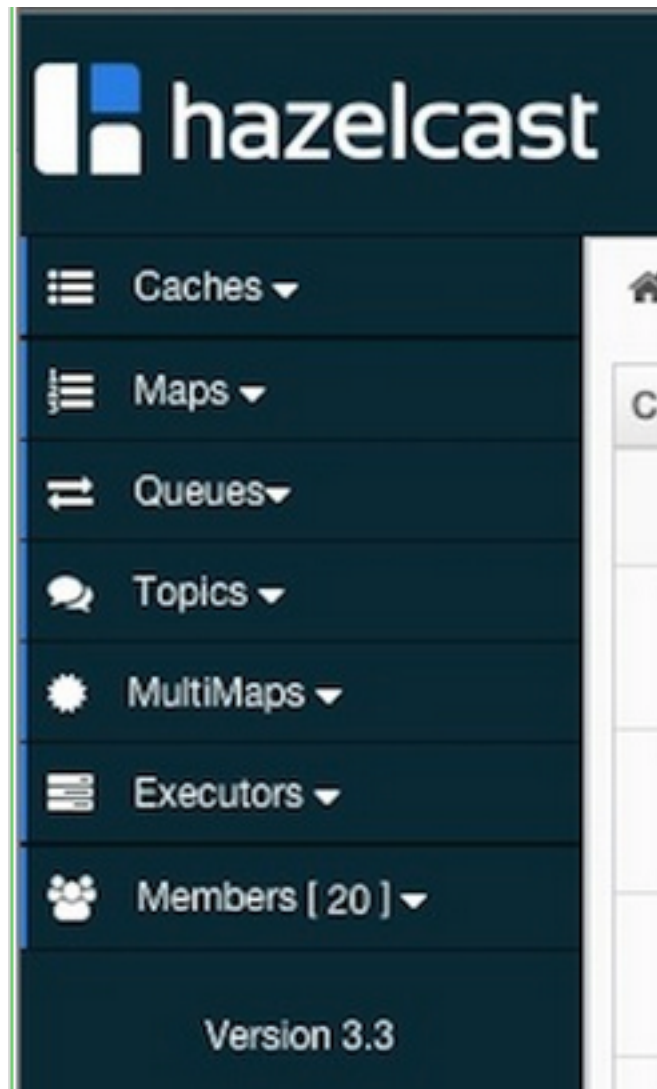 hazelcast
Caches
Maps
C
Queues
Topics
MultiMaps
Executors
Members [ 20 ]
Version 3.3